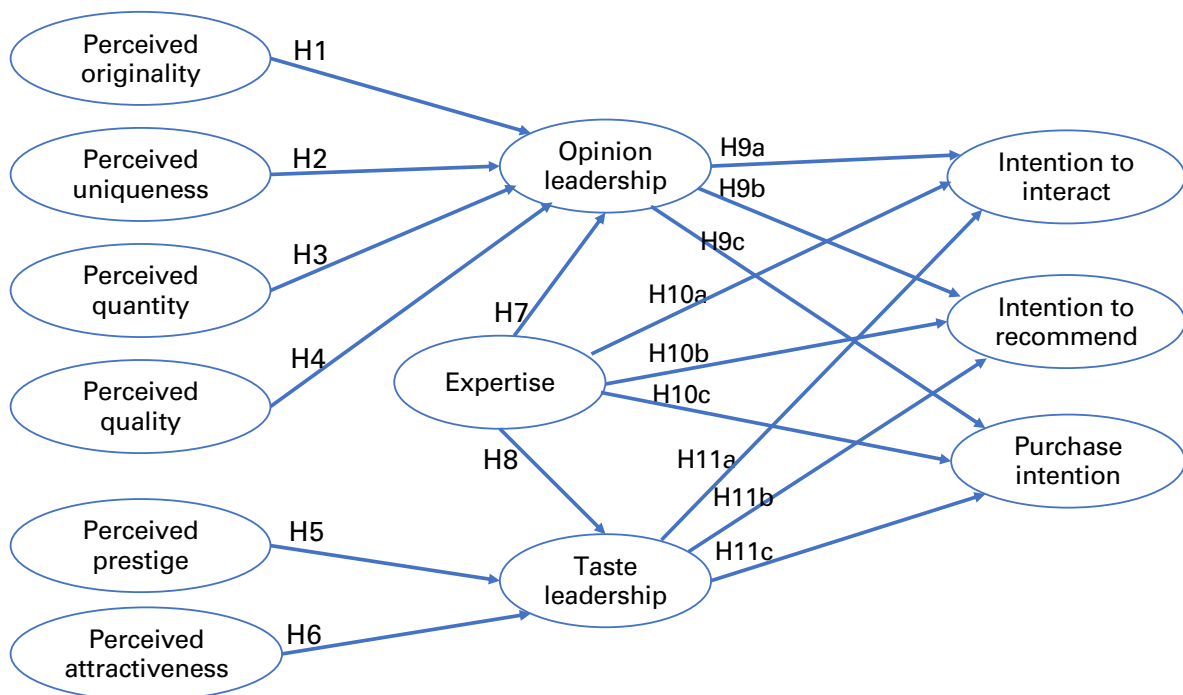 Perceived
originality
H1
Perceived
uniqueness
H2
Perceived
quantity
H3
Perceived
quality
H4
Perceived
prestige
H5
Perceived
attractiveness
H6
Opinion
leadership
H7
Expertise
H8
Taste
leadership
H9a
H9b
H9c
H10a
H10b
H10c
H11a
H11b
H11c
Intention to
interact
Intention to
recommend
Purchase
intention